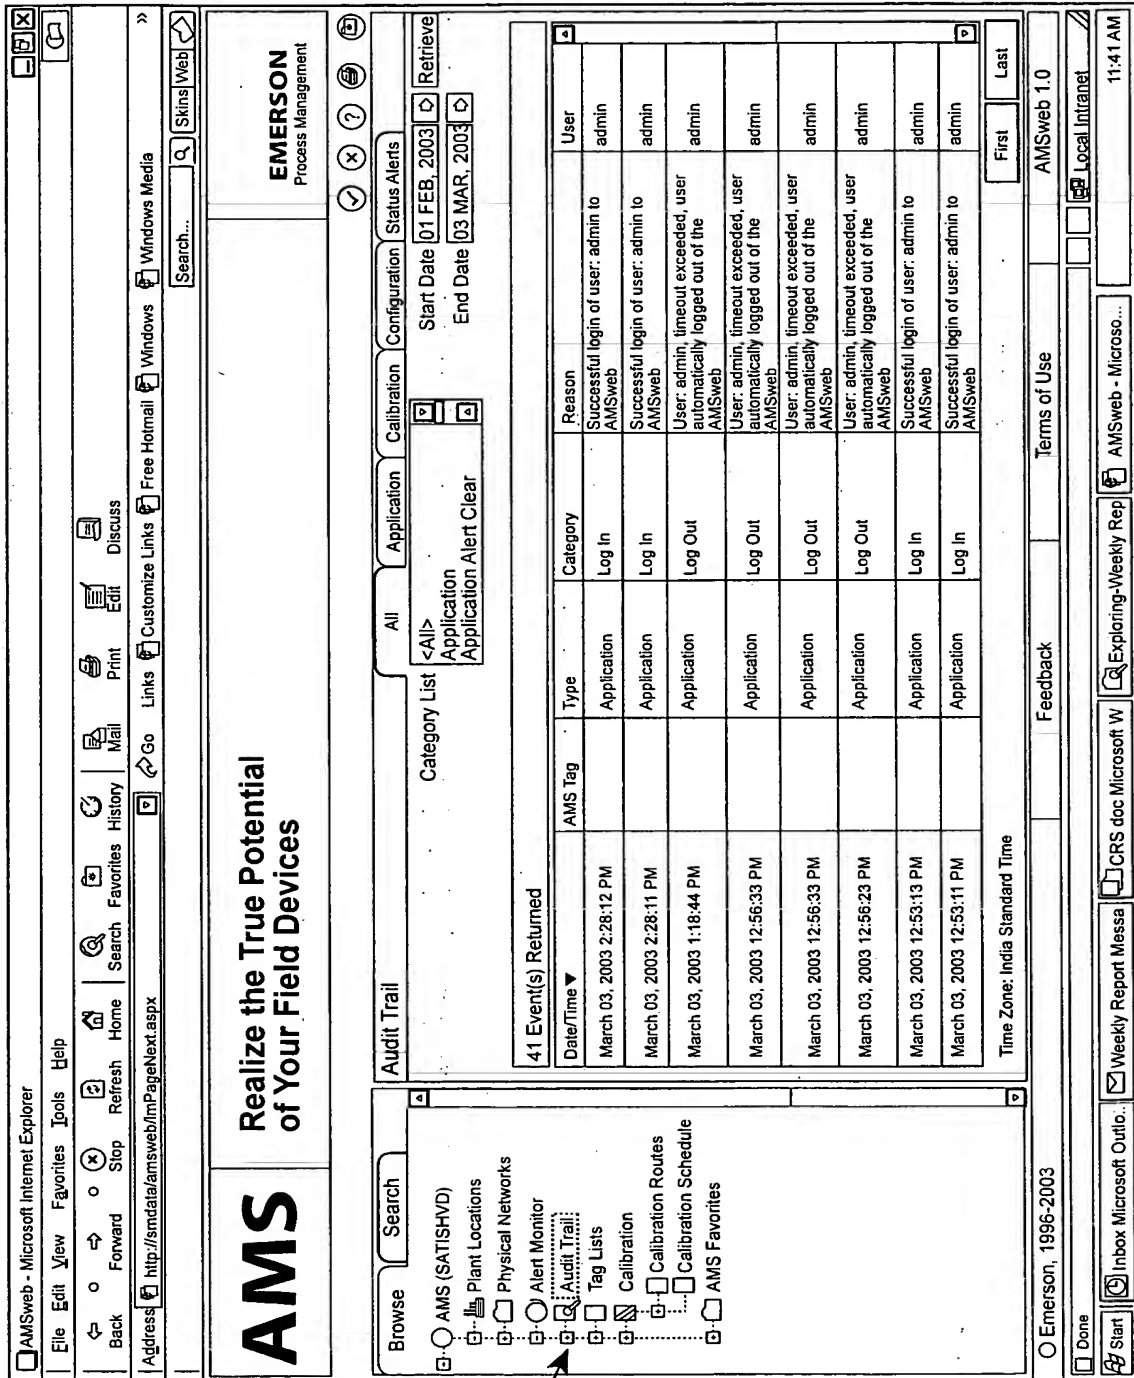 AMSweb - Microsoft Internet Explorer
File Edit View Favorites Tools Help
Back Forward Stop Refresh Home Search Favorites History Mail Print Edit Discuss
Address http://smdata/amsweb/ImPageNext.aspx Go Links Customize Links Free Hotmail Windows Windows Media »
Search... Skins Web
AMS
Realize the True Potential
of Your Field Devices
EMERSON
Process Management
Browse Search
AMS (SATISHVD)
Plant Locations
Physical Networks
Alert Monitor
Audit Trail
Tag Lists
Calibration
Calibration Routes
Calibration Schedule
AMS Favorites
Audit Trail
All Application Calibration Configuration Status Alerts
Category List <All>
Application
Application Alert Clear
Start Date 01 FEB, 2003 Retrieve
End Date 03 MAR, 2003
41 Event(s) Returned
Date/Time▼ AMS Tag Type Category Reason User
March 03, 2003 2:28:12 PM Application Log In Successful login of user: admin to AMSweb admin
March 03, 2003 2:28:11 PM Application Log In Successful login of user: admin to AMSweb admin
March 03, 2003 1:18:44 PM Application Log Out User: admin, timeout exceeded, user automatically logged out of the AMSweb admin
March 03, 2003 12:56:33 PM Application Log Out User: admin, timeout exceeded, user automatically logged out of the AMSweb admin
March 03, 2003 12:56:33 PM Application Log Out User: admin, timeout exceeded, user automatically logged out of the AMSweb admin
March 03, 2003 12:56:23 PM Application Log Out User: admin, timeout exceeded, user automatically logged out of the AMSweb admin
March 03, 2003 12:53:13 PM Application Log In Successful login of user: admin to AMSweb admin
March 03, 2003 12:53:11 PM Application Log In Successful login of user: admin to AMSweb admin
Time Zone: India Standard Time First Last
Emerson, 1996-2003 Feedback Terms of Use AMSweb 1.0
Done Local Intranet
Start Inbox Microsoft Outlo.. Weekly Report Messa CRS doc Microsoft W Exploring-Weekly Rep AMSweb - Microso... 11:41 AM